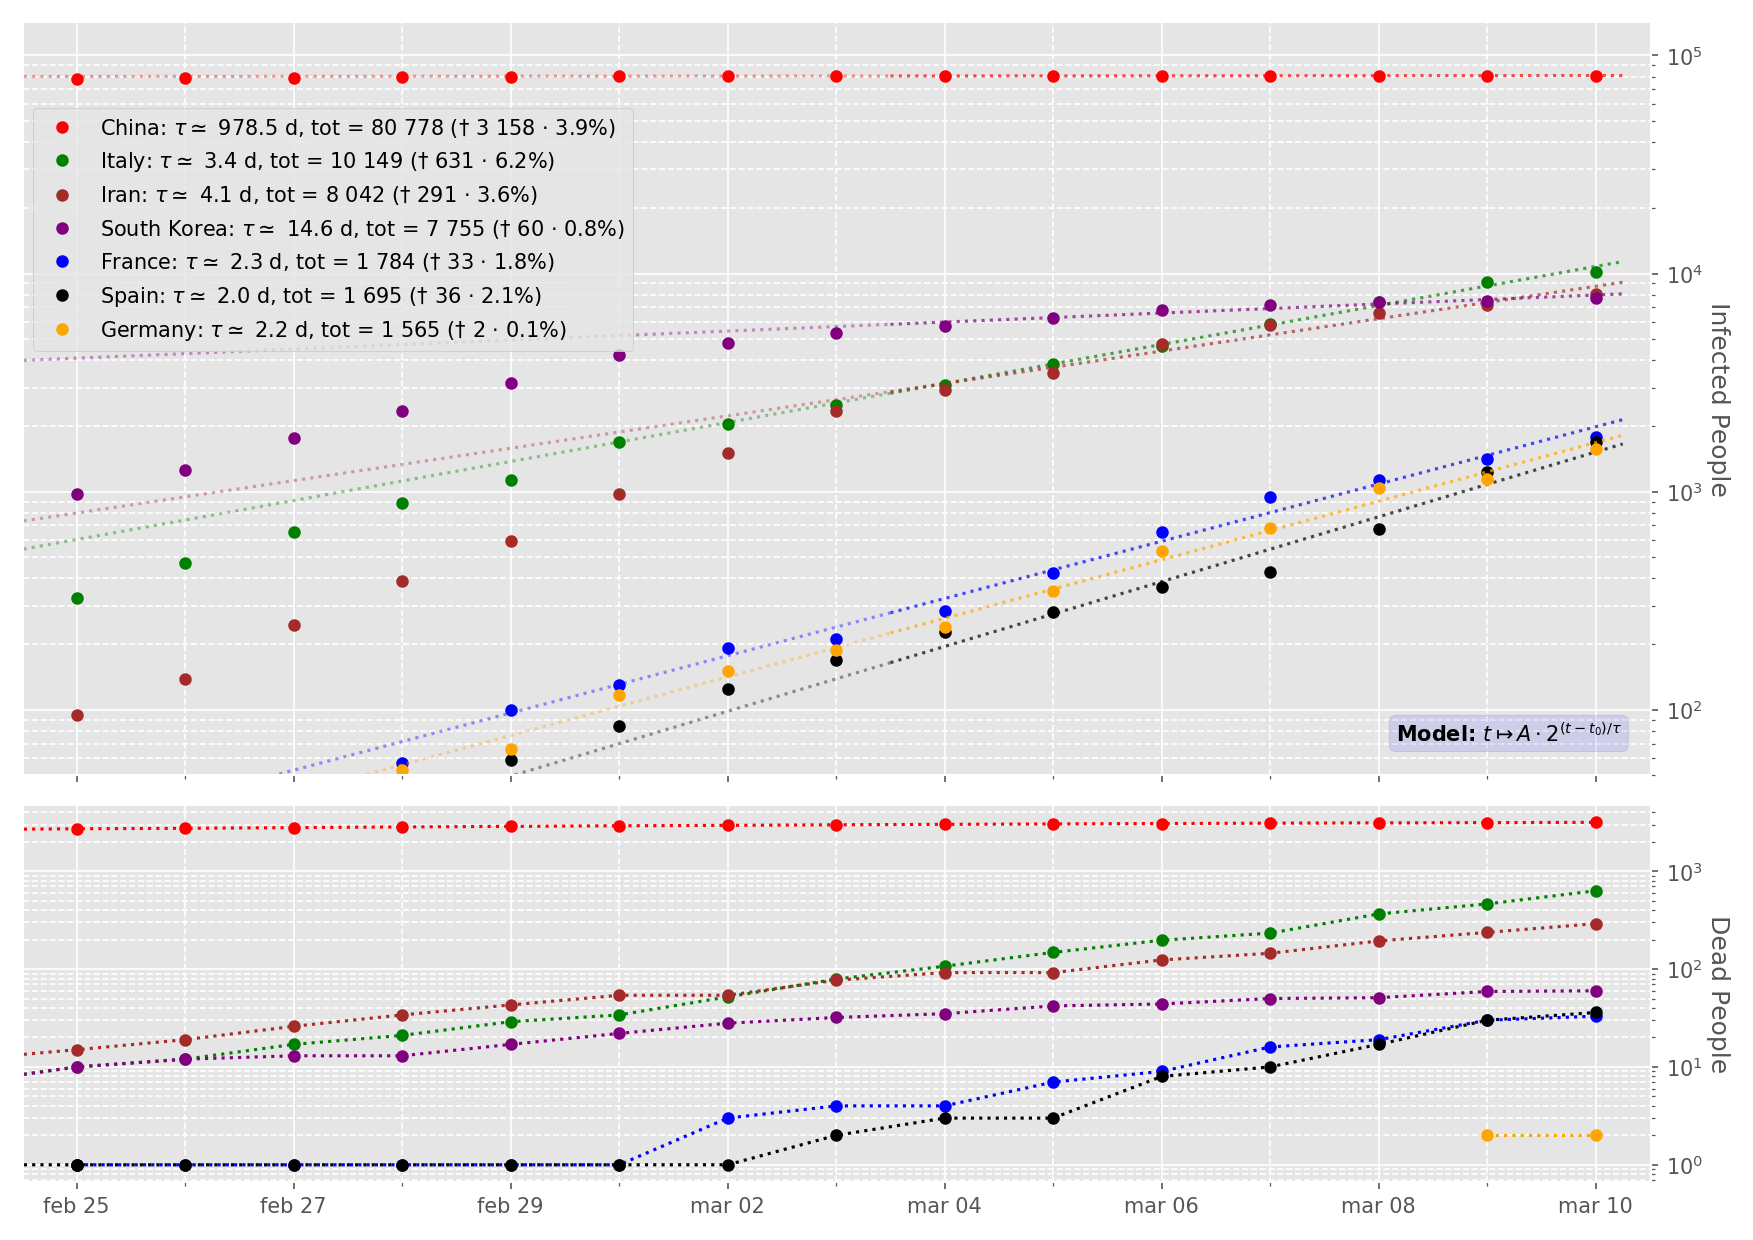 China: τ ≃ 978.5 d, tot = 80 778 († 3 158 · 3.9%)
Italy: τ ≃ 3.4 d, tot = 10 149 († 631 · 6.2%)
Iran: τ ≃ 4.1 d, tot = 8 042 († 291 · 3.6%)
South Korea: τ ≃ 14.6 d, tot = 7 755 († 60 · 0.8%)
France: τ ≃ 2.3 d, tot = 1 784 († 33 · 1.8%)
Spain: τ ≃ 2.0 d, tot = 1 695 († 36 · 2.1%)
Germany: τ ≃ 2.2 d, tot = 1 565 († 2 · 0.1%)
10⁵
10⁴
10³
10²
Infected People
Model: t ↦ A · 2^{(t − t₀)/τ}
10³
10²
10¹
10⁰
Dead People
feb 25 feb 27 feb 29 mar 02 mar 04 mar 06 mar 08 mar 10